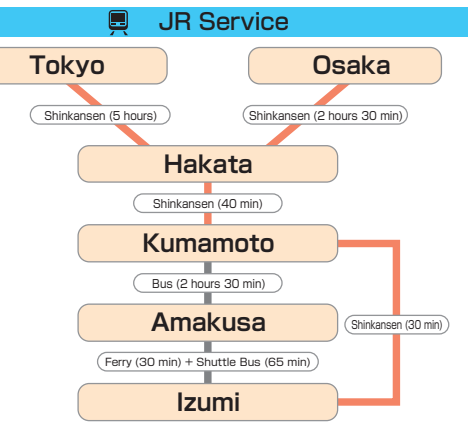 JR Service
Tokyo
Osaka
Shinkansen (5 hours)
Shinkansen (2 hours 30 min)
Hakata
Shinkansen (40 min)
Kumamoto
Bus (2 hours 30 min)
Amakusa
Shinkansen (30 min)
Ferry (30 min) + Shuttle Bus (65 min)
Izumi